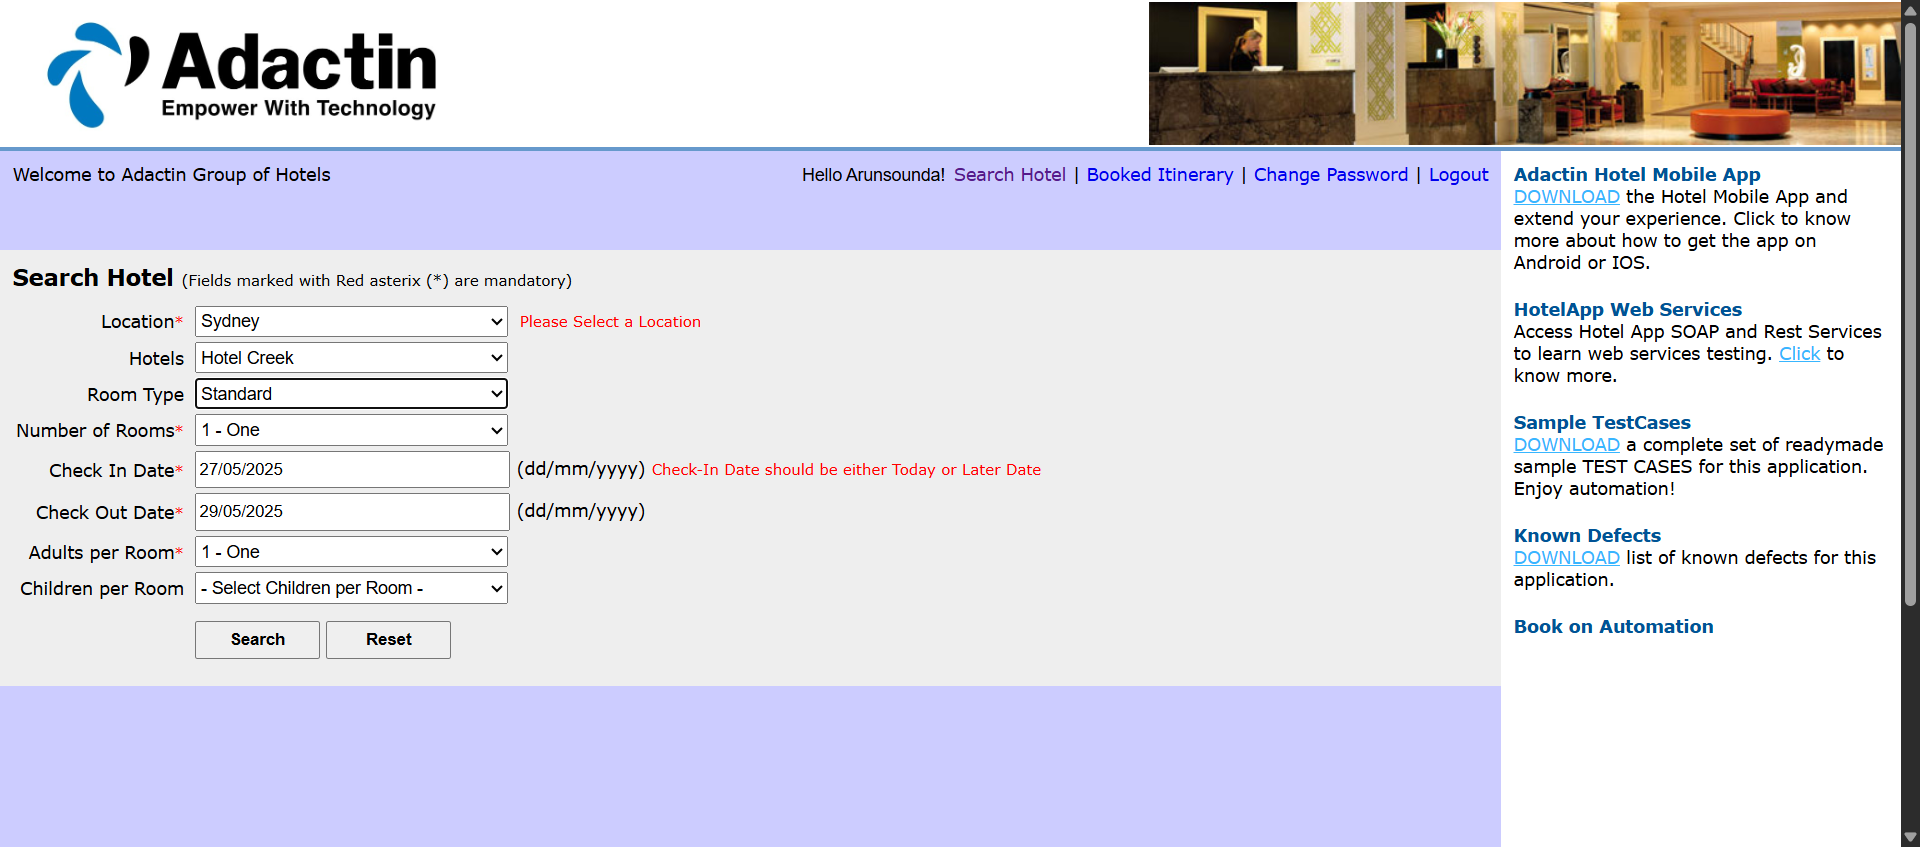 Adactin
Empower With Technology
Welcome to Adactin Group of Hotels
Hello Arunsounda! Search Hotel | Booked Itinerary | Change Password | Logout
Search Hotel (Fields marked with Red asterix (*) are mandatory)
Location* Sydney Please Select a Location
Hotels Hotel Creek
Room Type Standard
Number of Rooms* 1 - One
Check In Date* 27/05/2025 (dd/mm/yyyy) Check-In Date should be either Today or Later Date
Check Out Date* 29/05/2025 (dd/mm/yyyy)
Adults per Room* 1 - One
Children per Room - Select Children per Room -
Search Reset
Adactin Hotel Mobile App
DOWNLOAD the Hotel Mobile App and
extend your experience. Click to know
more about how to get the app on
Android or IOS.
HotelApp Web Services
Access Hotel App SOAP and Rest Services
to learn web services testing. Click to
know more.
Sample TestCases
DOWNLOAD a complete set of readymade
sample TEST CASES for this application.
Enjoy automation!
Known Defects
DOWNLOAD list of known defects for this
application.
Book on Automation